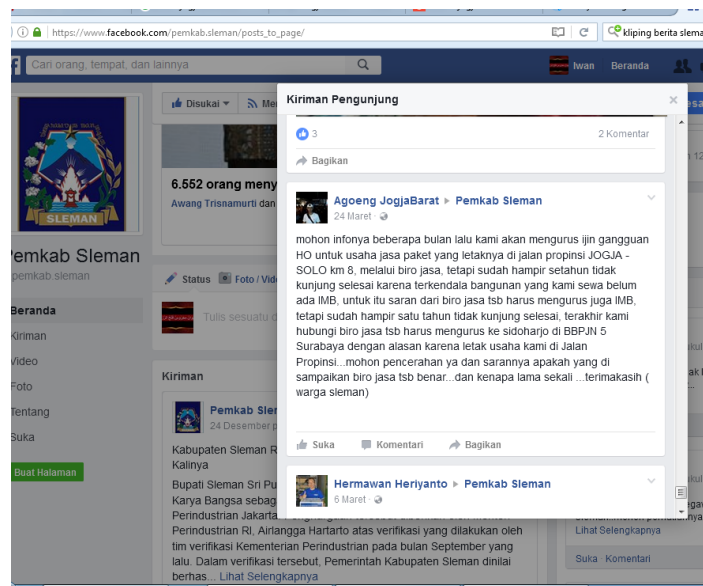 https://www.facebook.com/pemkab.sleman/posts_to_page/
kliping berita slema
Cari orang, tempat, dan lainnya
Iwan Beranda
Disukai
6.552 orang meny
Awang Trisnamurti dan
SLEMAN
Pemkab Sleman
pemkab.sleman
Beranda
Kiriman
Video
Foto
Tentang
Suka
Buat Halaman
Status Foto / Vide
Tulis sesuatu d
Kiriman
Pemkab Sler
24 Desember p
Kabupaten Sleman R
Kalinya
Bupati Sleman Sri Pu
Karya Bangsa sebag
Perindustrian Jakarta
Perindustrian RI, Airlangga Hartarto atas verifikasi yang dilakukan oleh
tim verifikasi Kementerian Perindustrian pada bulan September yang
lalu. Dalam verifikasi tersebut, Pemerintah Kabupaten Sleman dinilai
berhas... Lihat Selengkapnya
Kiriman Pengunjung
3 2 Komentar
Bagikan
Agoeng JogjaBarat ▸ Pemkab Sleman
24 Maret ·
mohon infonya beberapa bulan lalu kami akan mengurus ijin gangguan
HO untuk usaha jasa paket yang letaknya di jalan propinsi JOGJA -
SOLO km 8, melalui biro jasa, tetapi sudah hampir setahun tidak
kunjung selesai karena terkendala bangunan yang kami sewa belum
ada IMB, untuk itu saran dari biro jasa tsb harus mengurus juga IMB,
tetapi sudah hampir satu tahun tidak kunjung selesai, terakhir kami
hubungi biro jasa tsb harus mengurus ke sidoharjo di BBPJN 5
Surabaya dengan alasan karena letak usaha kami di Jalan
Propinsi...mohon pencerahan ya dan sarannya apakah yang di
sampaikan biro jasa tsb benar...dan kenapa lama sekali ...terimakasih (
warga sleman)
Suka Komentari Bagikan
Hermawan Heriyanto ▸ Pemkab Sleman
6 Maret ·
Lihat Selengkapnya
Suka Komentari